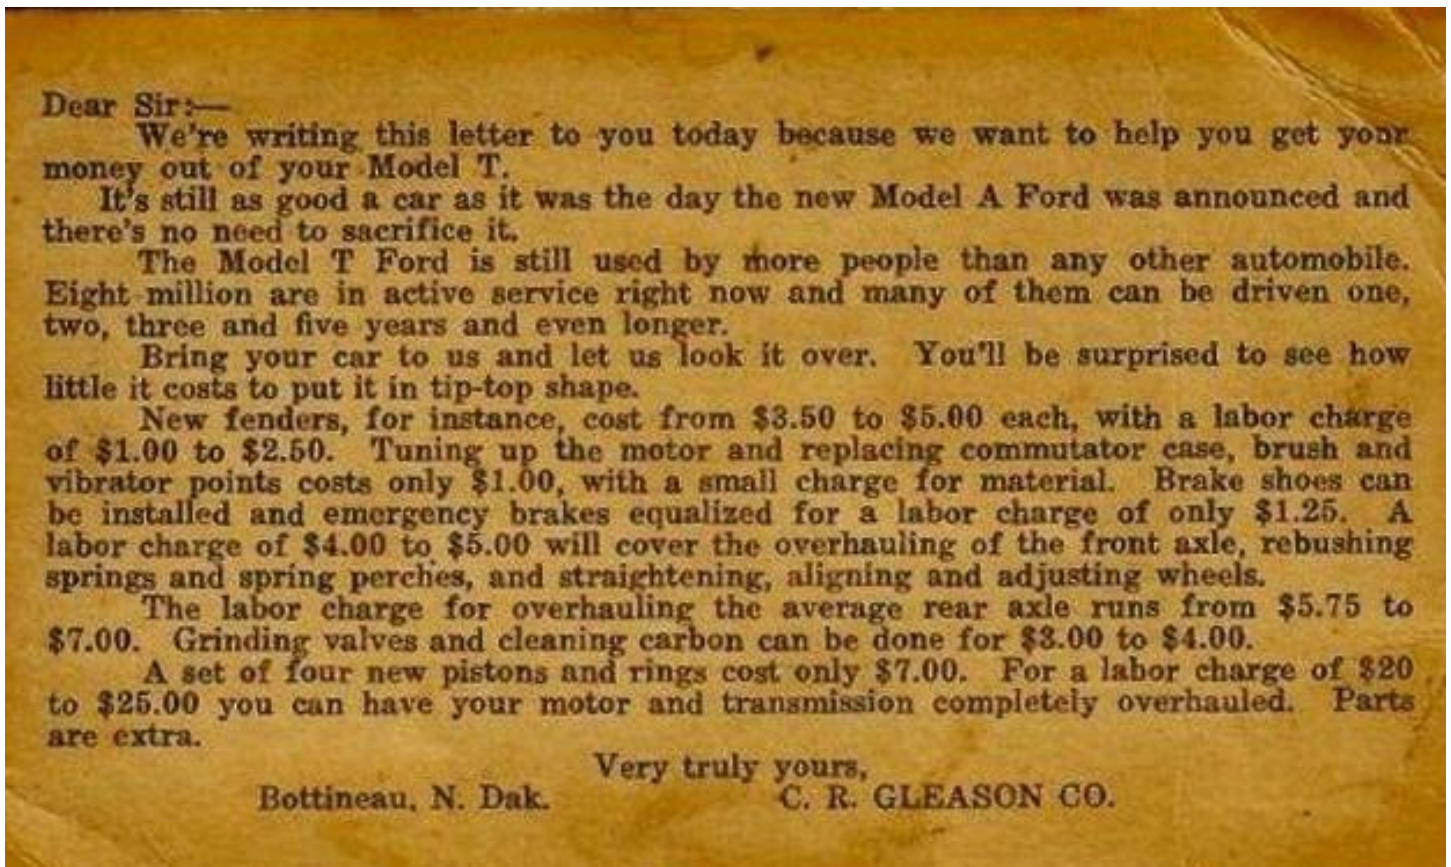 Dear Sir:—
We're writing this letter to you today because we want to help you get your
money out of your Model T.
It's still as good a car as it was the day the new Model A Ford was announced and
there's no need to sacrifice it.
The Model T Ford is still used by more people than any other automobile.
Eight million are in active service right now and many of them can be driven one,
two, three and five years and even longer.
Bring your car to us and let us look it over. You'll be surprised to see how
little it costs to put it in tip-top shape.
New fenders, for instance, cost from $3.50 to $5.00 each, with a labor charge
of $1.00 to $2.50. Tuning up the motor and replacing commutator case, brush and
vibrator points costs only $1.00, with a small charge for material. Brake shoes can
be installed and emergency brakes equalized for a labor charge of only $1.25. A
labor charge of $4.00 to $5.00 will cover the overhauling of the front axle, rebushing
springs and spring perches, and straightening, aligning and adjusting wheels.
The labor charge for overhauling the average rear axle runs from $5.75 to
$7.00. Grinding valves and cleaning carbon can be done for $3.00 to $4.00.
A set of four new pistons and rings cost only $7.00. For a labor charge of $20
to $25.00 you can have your motor and transmission completely overhauled. Parts
are extra.
Very truly yours,
Bottineau, N. Dak. C. R. GLEASON CO.